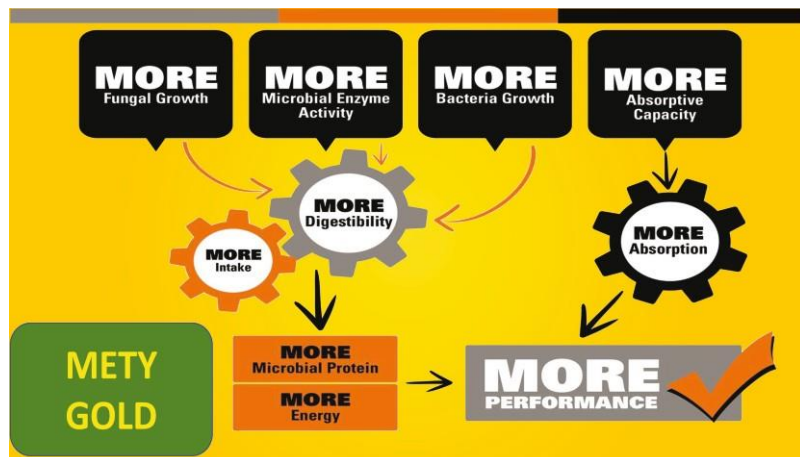 MORE
Fungal Growth
MORE
Microbial Enzyme
Activity
MORE
Bacteria Growth
MORE
Absorptive
Capacity
MORE
Digestibility
MORE
Intake
MORE
Absorption
MORE
Microbial Protein
MORE
Energy
MORE
PERFORMANCE
METY
GOLD